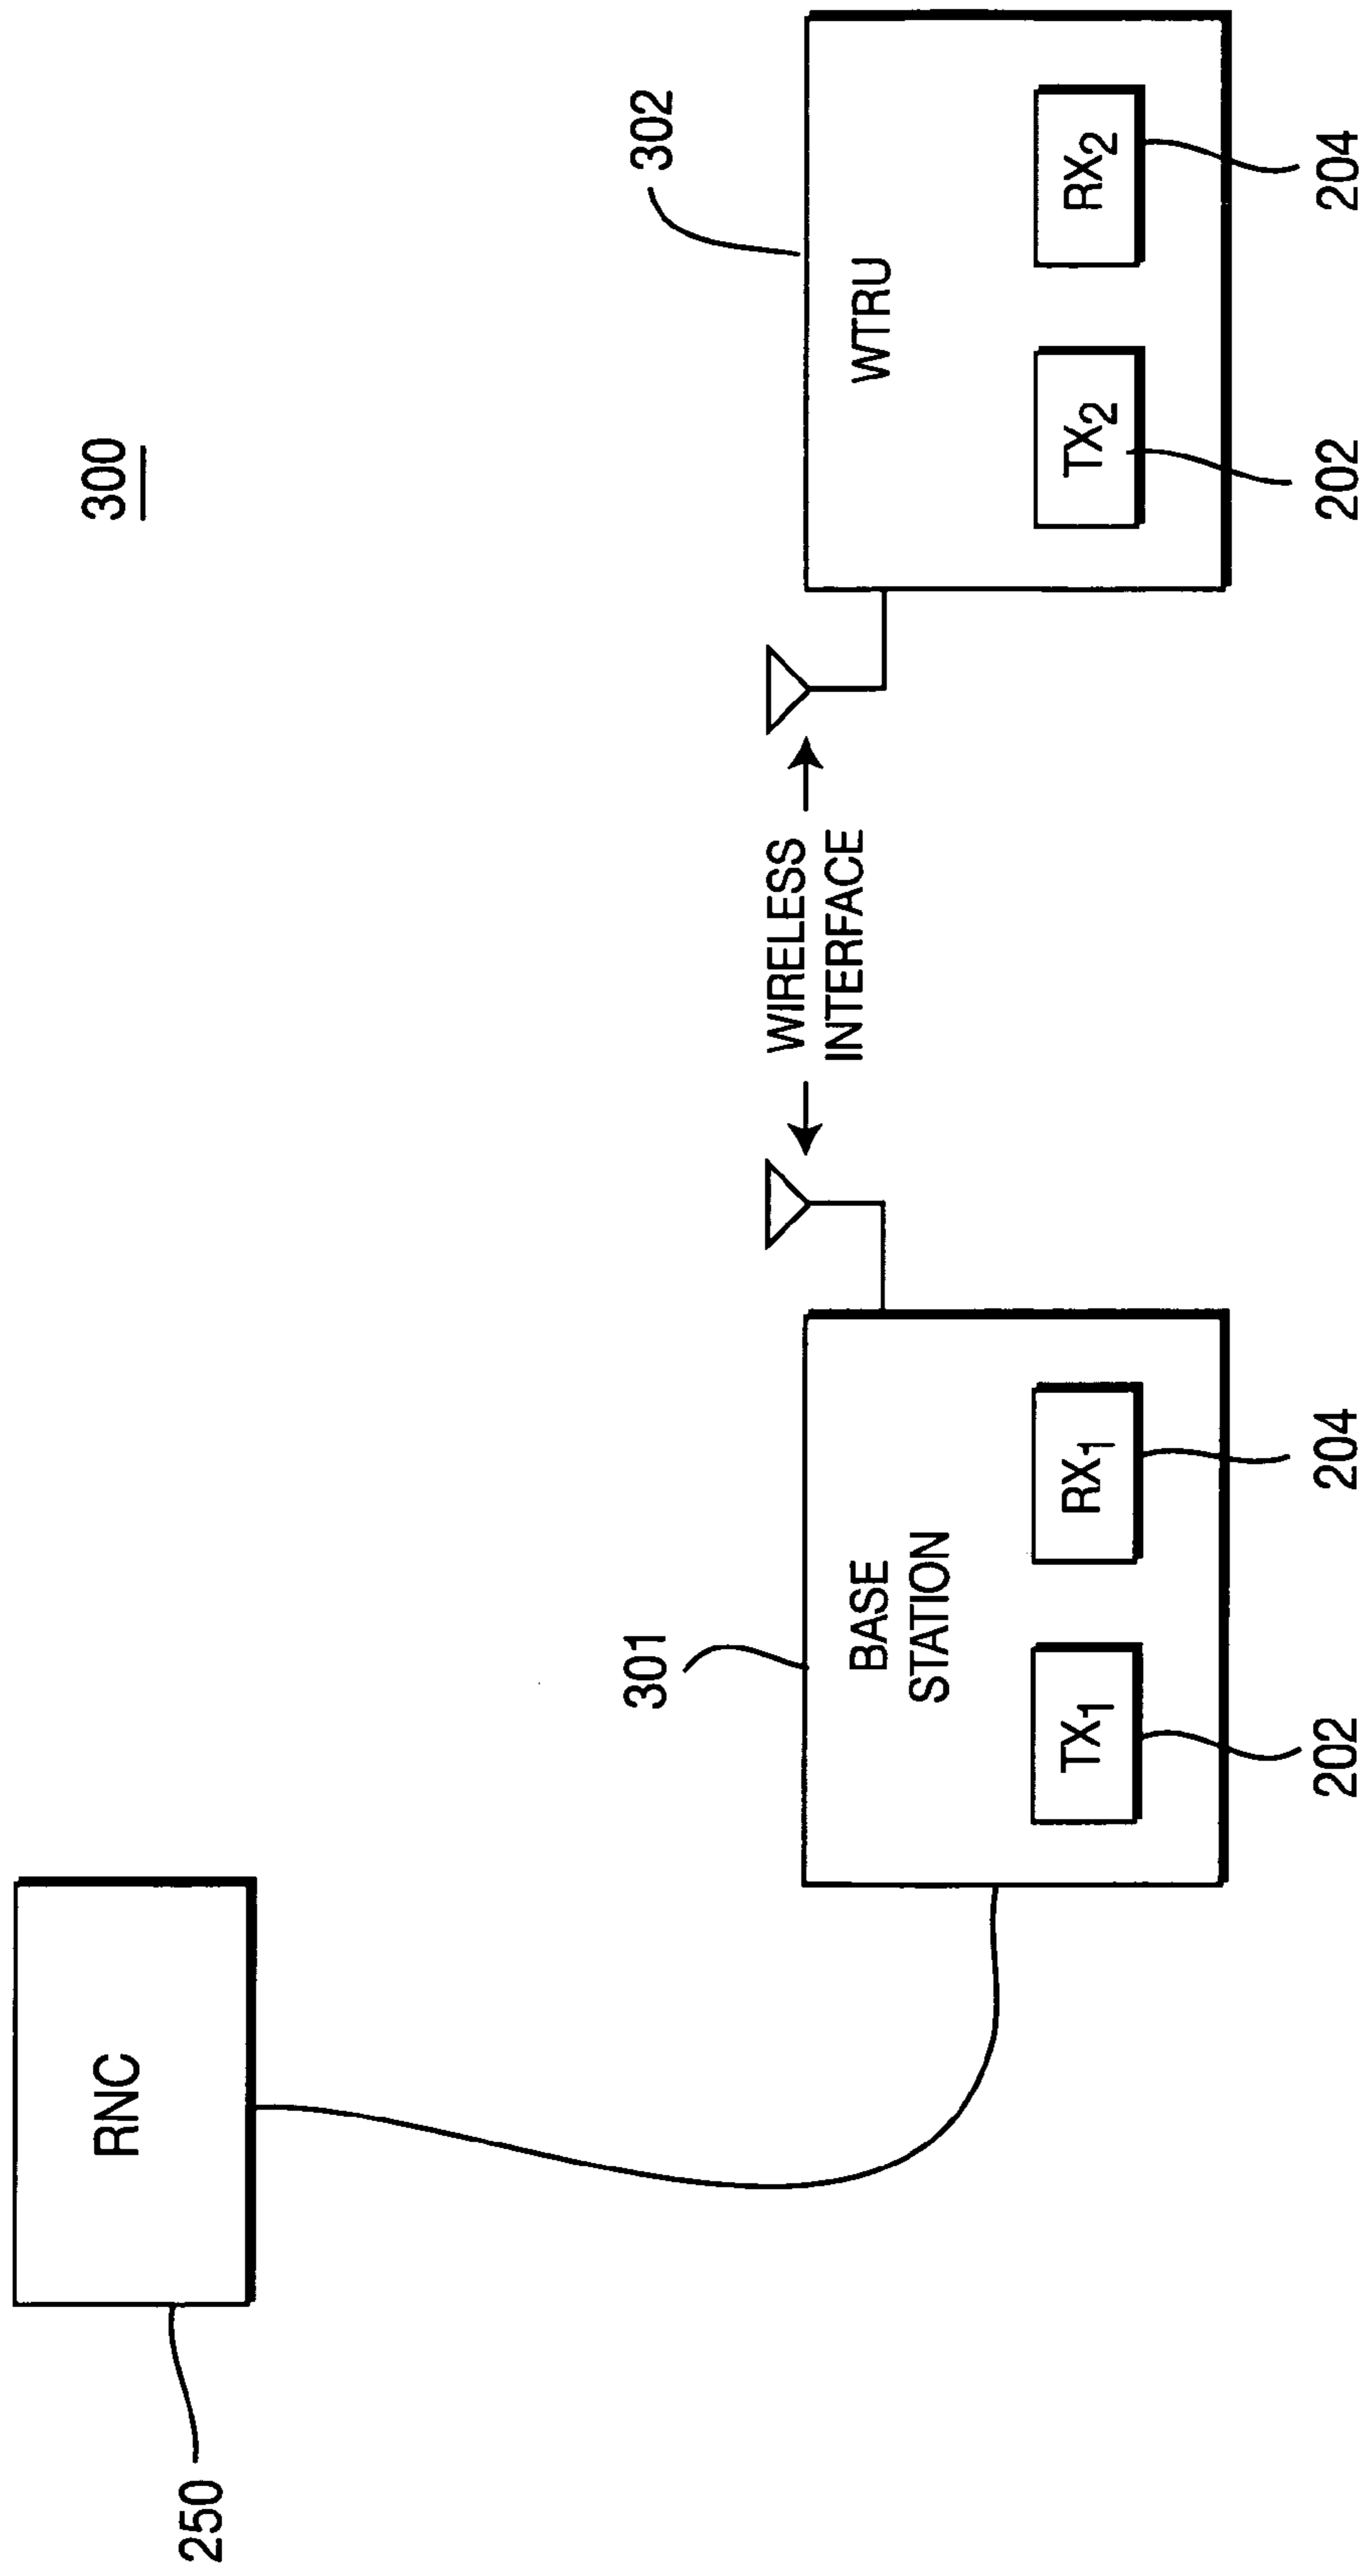 300
RNC
250
301
BASE
STATION
TX1
RX1
202
204
WIRELESS
INTERFACE
302
WTRU
TX2
RX2
202
204